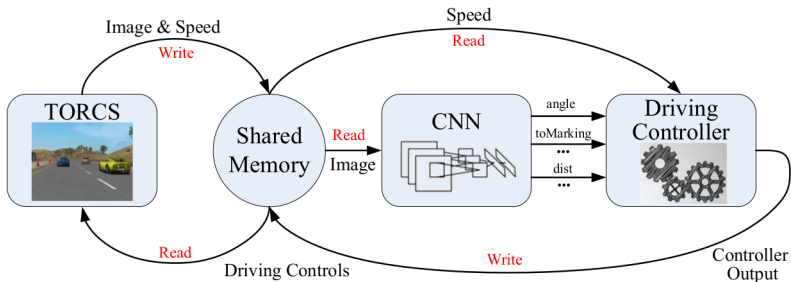 Image & Speed
Write
Speed
Read
TORCS
Shared
Memory
Read
Image
CNN
angle
toMarking
...
dist
...
Driving
Controller
Read
Driving Controls
Write
Controller
Output